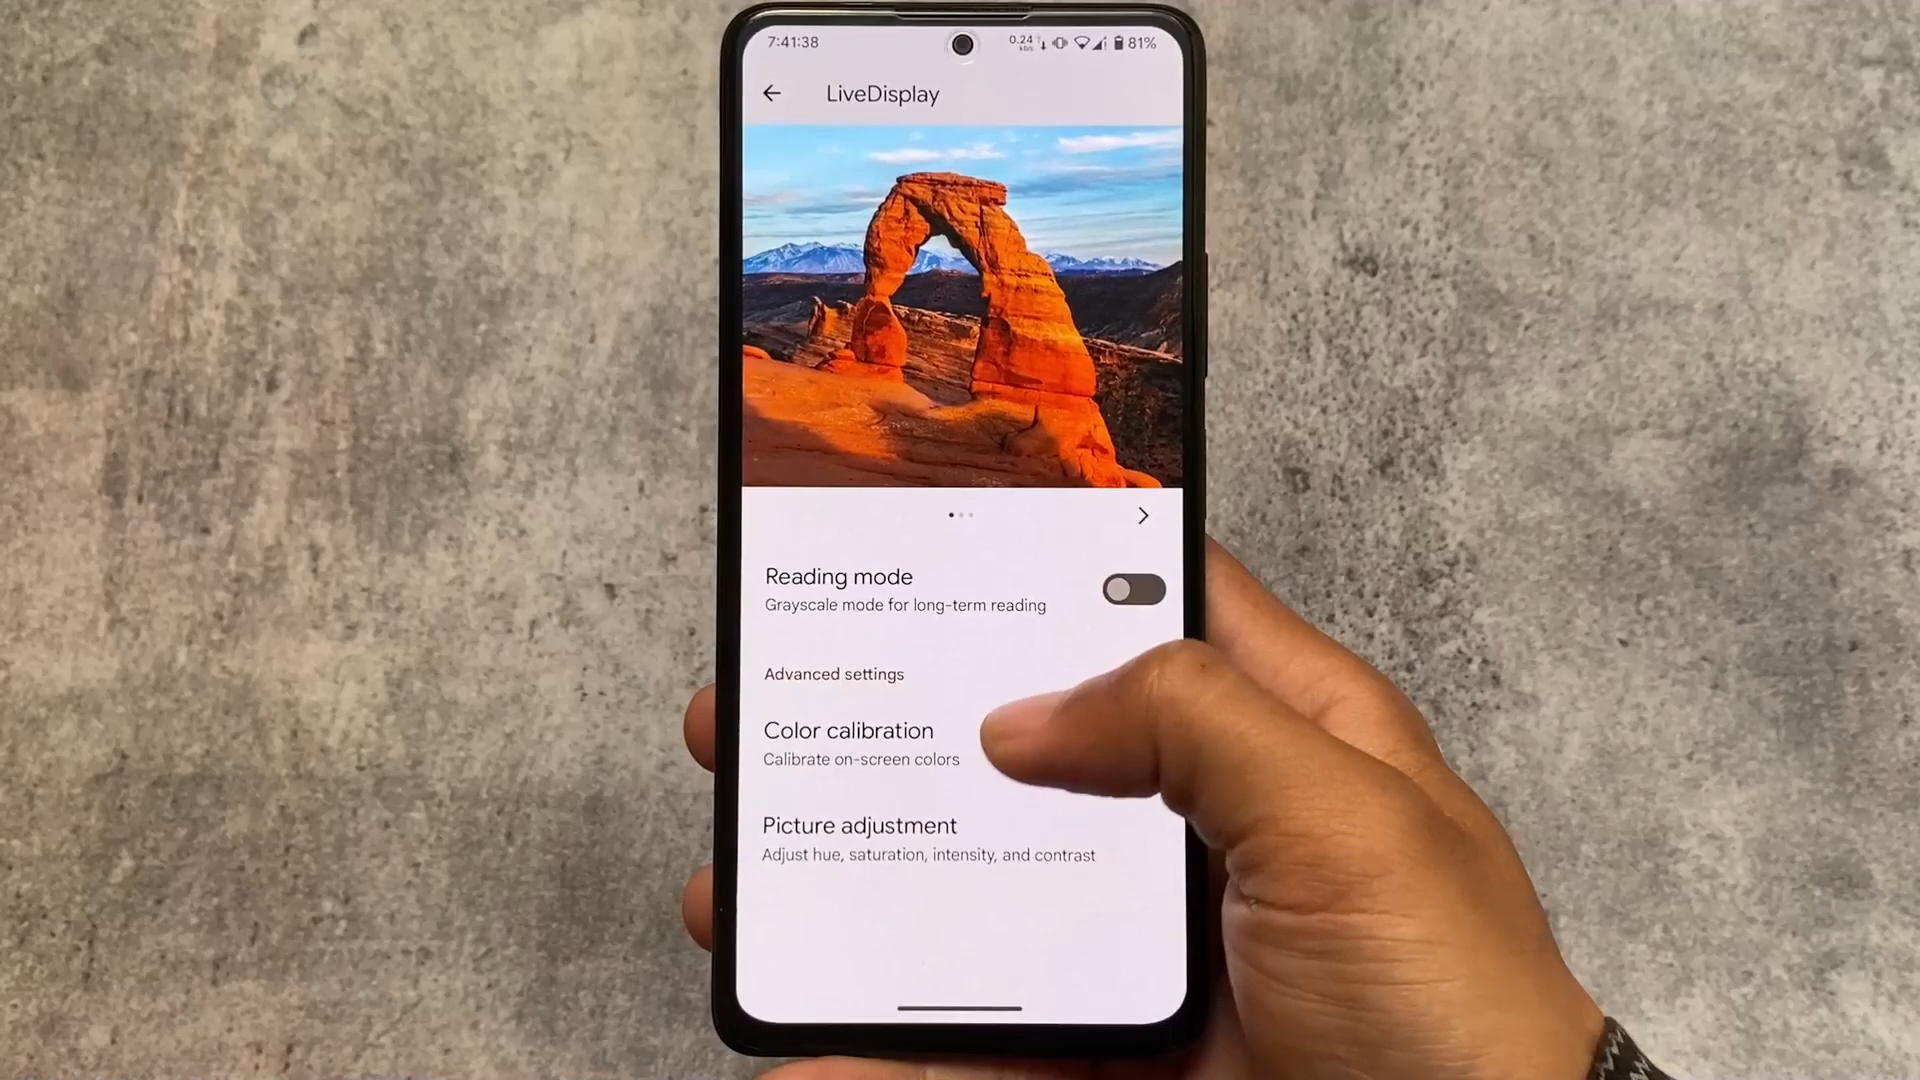 7:41:38
0.24
kB/s
81%
LiveDisplay
Reading mode
Grayscale mode for long-term reading
Advanced settings
Color calibration
Calibrate on-screen colors
Picture adjustment
Adjust hue, saturation, intensity, and contrast